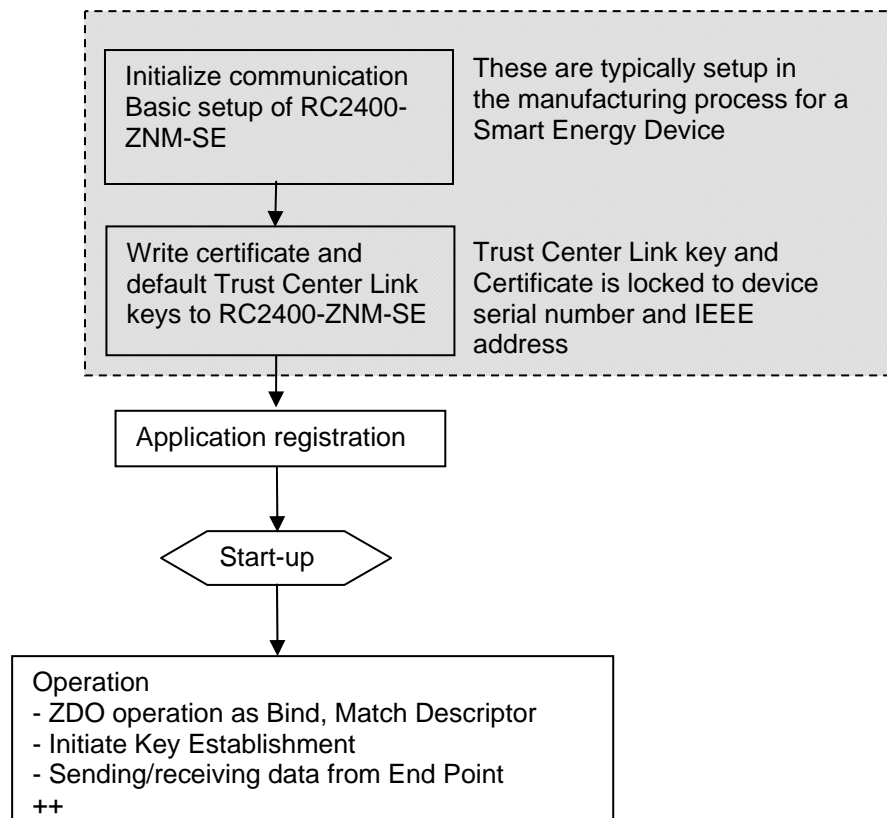 Initialize communication
Basic setup of RC2400-
ZNM-SE
These are typically setup in
the manufacturing process for a
Smart Energy Device
Write certificate and
default Trust Center Link
keys to RC2400-ZNM-SE
Trust Center Link key and
Certificate is locked to device
serial number and IEEE
address
Application registration
Start-up
Operation
- ZDO operation as Bind, Match Descriptor
- Initiate Key Establishment
- Sending/receiving data from End Point
++